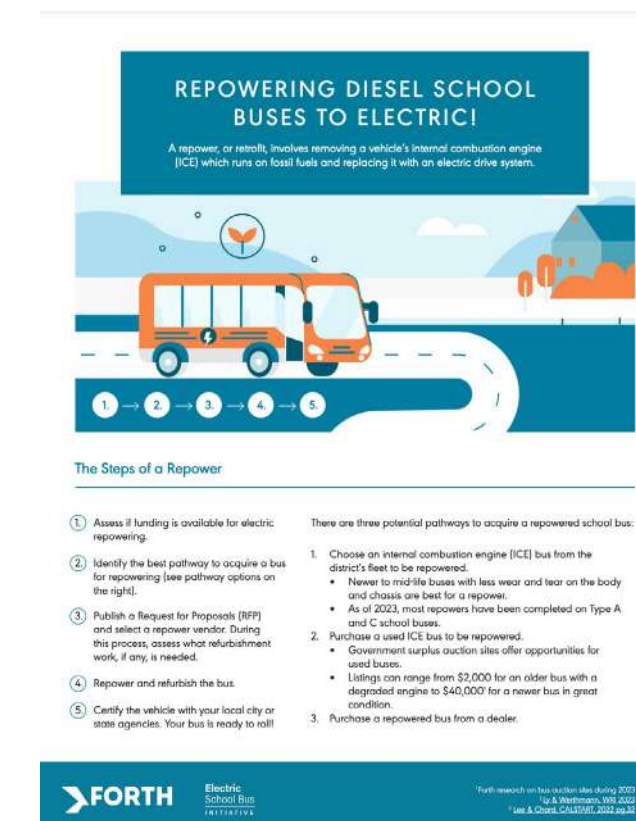 REPOWERING DIESEL SCHOOL
BUSES TO ELECTRIC!
A repower, or retrofit, involves removing a vehicle's internal combustion engine
(ICE) which runs on fossil fuels and replacing it with an electric drive system.
1. → 2. → 3. → 4. → 5.
The Steps of a Repower
1. Assess if funding is available for electric
repowering.
2. Identify the best pathway to acquire a bus
for repowering (see pathway options on
the right).
3. Publish a Request for Proposals (RFP)
and select a repower vendor. During
this process, assess what refurbishment
work, if any, is needed.
4. Repower and refurbish the bus.
5. Certify the vehicle with your local city or
state agencies. Your bus is ready to roll!
There are three potential pathways to acquire a repowered school bus:
1. Choose an internal combustion engine (ICE) bus from the
district's fleet to be repowered.
• Newer to mid-life buses with less wear and tear on the body
and chassis are best for a repower.
• As of 2023, most repowers have been completed on Type A
and C school buses.
2. Purchase a used ICE bus to be repowered.
• Government surplus auction sites offer opportunities for
used buses.
• Listings can range from $2,000 for an older bus with a
degraded engine to $40,000¹ for a newer bus in great
condition.
3. Purchase a repowered bus from a dealer.
FORTH
Electric
School Bus
INITIATIVE
¹Forth research on bus auction sites during 2023
² Ly & Werthmann, WRI 2023
³ Lee & Chard, CALSTART, 2022 pg.32